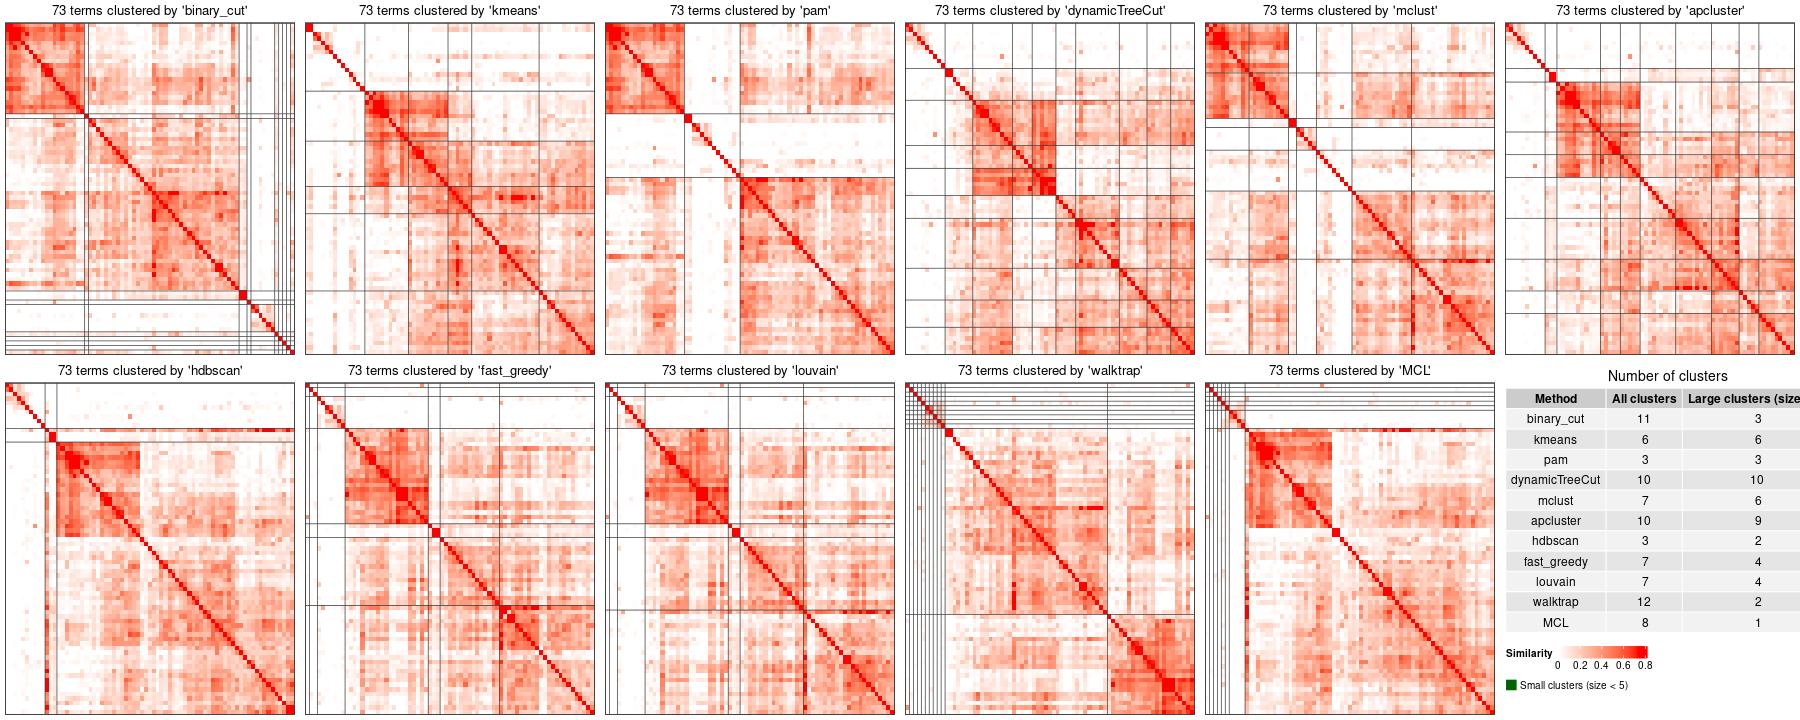 73 terms clustered by 'binary_cut'
73 terms clustered by 'kmeans'
73 terms clustered by 'pam'
73 terms clustered by 'dynamicTreeCut'
73 terms clustered by 'mclust'
73 terms clustered by 'apcluster'
73 terms clustered by 'hdbscan'
73 terms clustered by 'fast_greedy'
73 terms clustered by 'louvain'
73 terms clustered by 'walktrap'
73 terms clustered by 'MCL'
Number of clusters
Method All clusters Large clusters (size
binary_cut 11 3
kmeans 6 6
pam 3 3
dynamicTreeCut 10 10
mclust 7 6
apcluster 10 9
hdbscan 3 2
fast_greedy 7 4
louvain 7 4
walktrap 12 2
MCL 8 1
Similarity
0 0.2 0.4 0.6 0.8
Small clusters (size < 5)